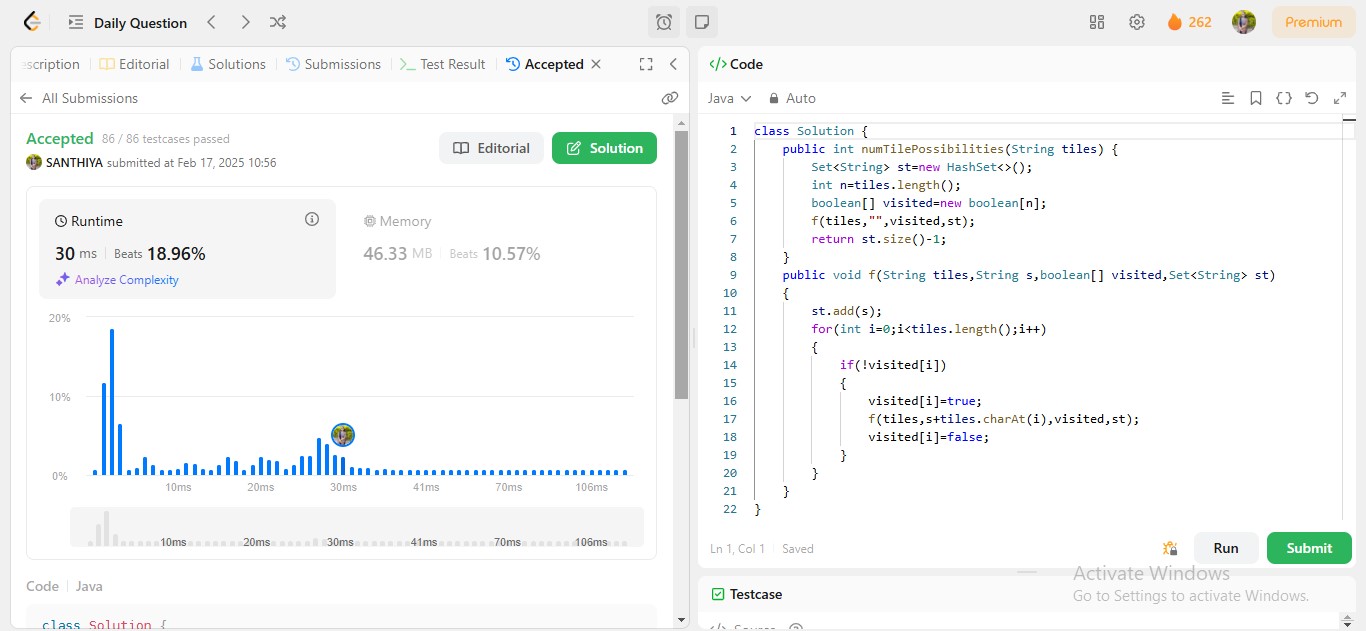 Daily Question
262
Premium
scription
Editorial
Solutions
Submissions
Test Result
Accepted
All Submissions
Accepted 86 / 86 testcases passed
SANTHIYA submitted at Feb 17, 2025 10:56
Editorial
Solution
Runtime
30 ms Beats 18.96%
Analyze Complexity
Memory
46.33 MB Beats 10.57%
20%
10%
0%
10ms 20ms 30ms 41ms 70ms 106ms
10ms 20ms 30ms 41ms 70ms 106ms
Code Java
class Solution {
</> Code
Java Auto
1 class Solution {
2 public int numTilePossibilities(String tiles) {
3 Set<String> st=new HashSet<>();
4 int n=tiles.length();
5 boolean[] visited=new boolean[n];
6 f(tiles,"",visited,st);
7 return st.size()-1;
8 }
9 public void f(String tiles,String s,boolean[] visited,Set<String> st)
10 {
11 st.add(s);
12 for(int i=0;i<tiles.length();i++)
13 {
14 if(!visited[i])
15 {
16 visited[i]=true;
17 f(tiles,s+tiles.charAt(i),visited,st);
18 visited[i]=false;
19 }
20 }
21 }
22 }
Ln 1, Col 1 Saved
Run
Submit
Activate Windows
Go to Settings to activate Windows.
Testcase
</> Source